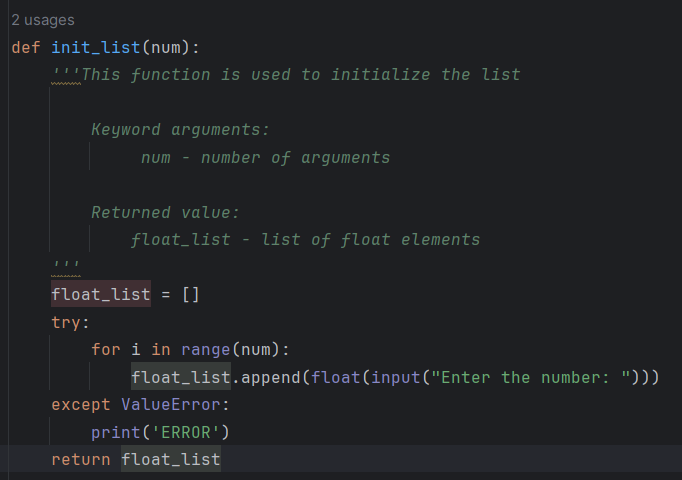 2 usages
def init_list(num):
    '''This function is used to initialize the list

        Keyword arguments:
             num - number of arguments

        Returned value:
            float_list - list of float elements
    '''
    float_list = []
    try:
        for i in range(num):
            float_list.append(float(input("Enter the number: ")))
    except ValueError:
        print('ERROR')
    return float_list